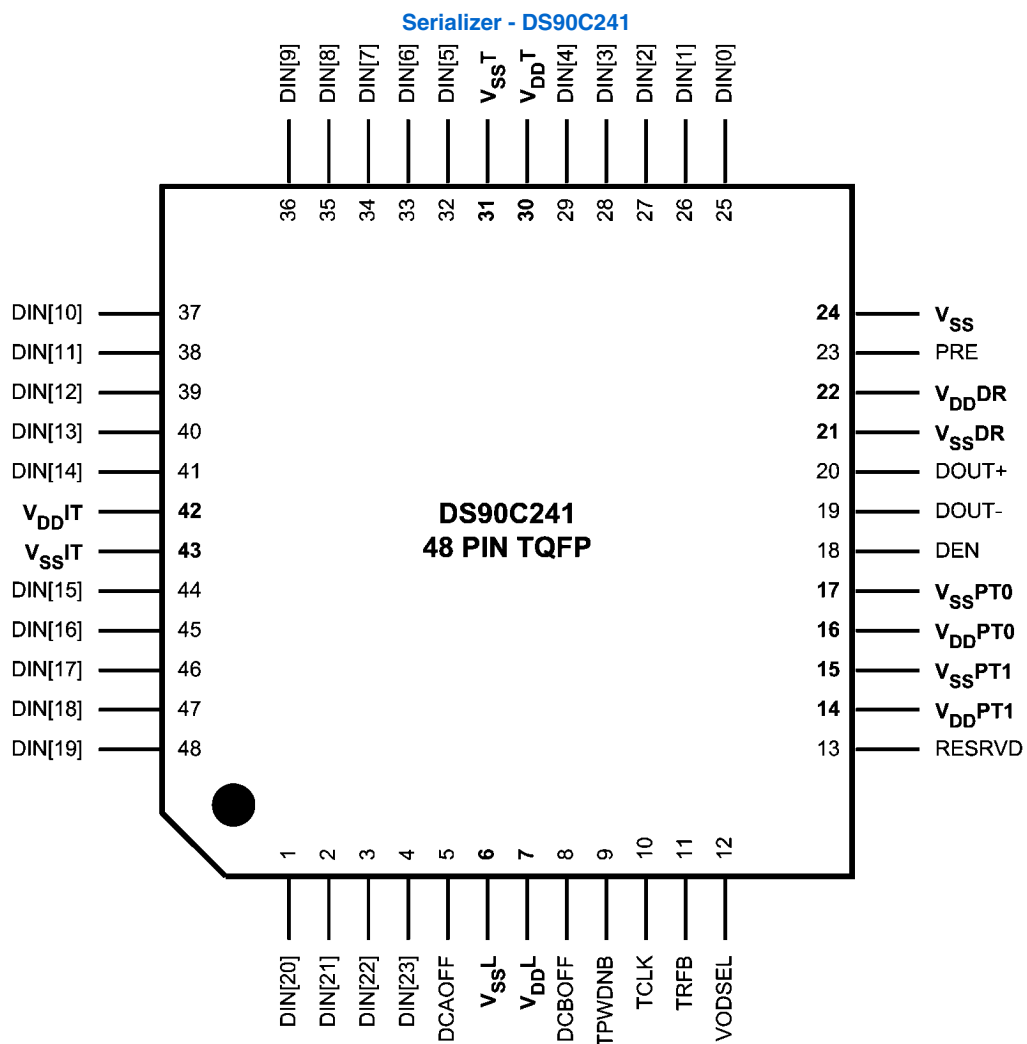 Serializer - DS90C241
DIN[9]
DIN[8]
DIN[7]
DIN[6]
DIN[5]
VSST
VDDT
DIN[4]
DIN[3]
DIN[2]
DIN[1]
DIN[0]
36
35
34
33
32
31
30
29
28
27
26
25
DIN[10] 37
DIN[11] 38
DIN[12] 39
DIN[13] 40
DIN[14] 41
VDDIT 42
VSSIT 43
DIN[15] 44
DIN[16] 45
DIN[17] 46
DIN[18] 47
DIN[19] 48
DS90C241
48 PIN TQFP
24 VSS
23 PRE
22 VDDDR
21 VSSDR
20 DOUT+
19 DOUT-
18 DEN
17 VSSPT0
16 VDDPT0
15 VSSPT1
14 VDDPT1
13 RESRVD
1
2
3
4
5
6
7
8
9
10
11
12
DIN[20]
DIN[21]
DIN[22]
DIN[23]
DCAOFF
VSSL
VDDL
DCBOFF
TPWDNB
TCLK
TRFB
VODSEL